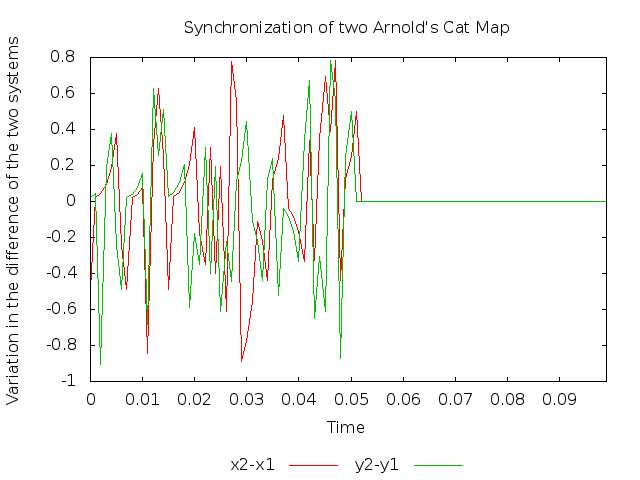 Synchronization of two Arnold's Cat Map
Variation in the difference of the two systems
0.8
0.6
0.4
0.2
0
-0.2
-0.4
-0.6
-0.8
-1
0 0.01 0.02 0.03 0.04 0.05 0.06 0.07 0.08 0.09
Time
x2-x1 y2-y1